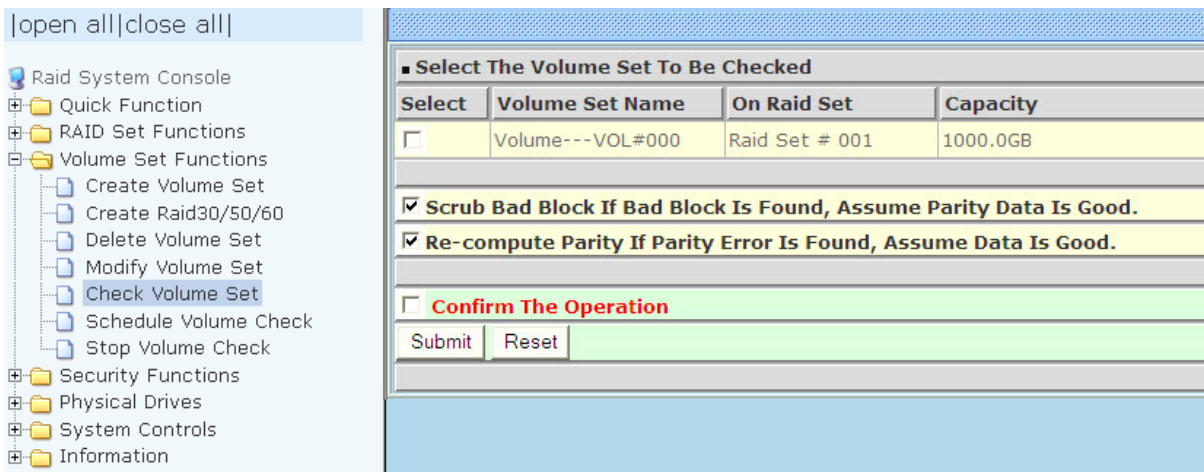 |open all|close all|
Raid System Console
Quick Function
RAID Set Functions
Volume Set Functions
Create Volume Set
Create Raid30/50/60
Delete Volume Set
Modify Volume Set
Check Volume Set
Schedule Volume Check
Stop Volume Check
Security Functions
Physical Drives
System Controls
Information
Select The Volume Set To Be Checked
Select Volume Set Name On Raid Set Capacity
Volume---VOL#000 Raid Set # 001 1000.0GB
Scrub Bad Block If Bad Block Is Found, Assume Parity Data Is Good.
Re-compute Parity If Parity Error Is Found, Assume Data Is Good.
Confirm The Operation
Submit Reset